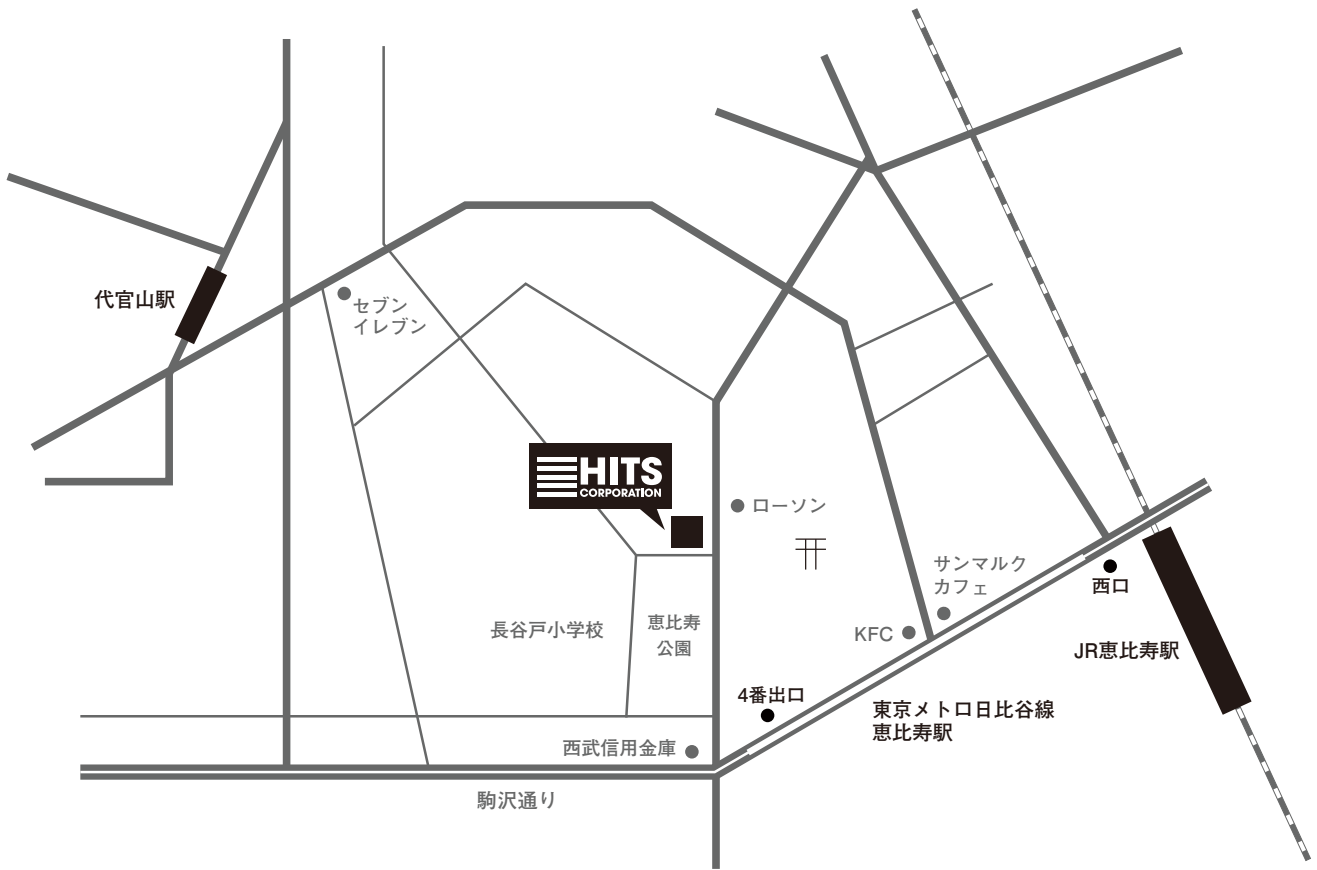 代官山駅
セブン
イレブン
HITS
CORPORATION
ローソン
サンマルク
カフェ
西口
長谷戸小学校
恵比寿
公園
KFC
JR恵比寿駅
4番出口
東京メトロ日比谷線
恵比寿駅
西武信用金庫
駒沢通り